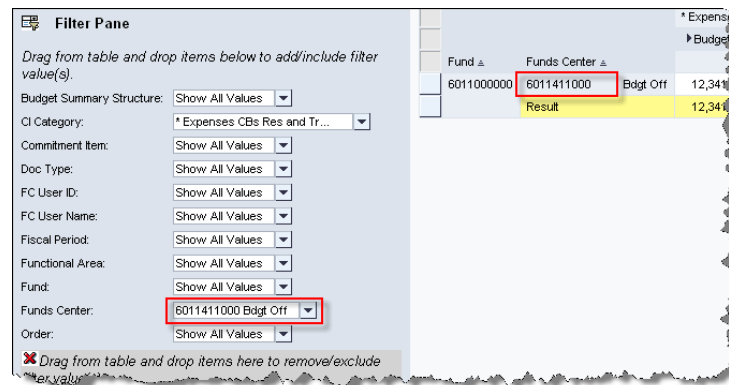 Filter Pane
Drag from table and drop items below to add/include filter
value(s).
Budget Summary Structure: Show All Values
CI Category: * Expenses CBs Res and Tr...
Commitment Item: Show All Values
Doc Type: Show All Values
FC User ID: Show All Values
FC User Name: Show All Values
Fiscal Period: Show All Values
Functional Area: Show All Values
Fund: Show All Values
Funds Center: 6011411000 Bdgt Off
Order: Show All Values
Drag from table and drop items here to remove/exclude
* Expens
Budget
Fund Funds Center
6011000000 6011411000 Bdgt Off 12,341
Result 12,341